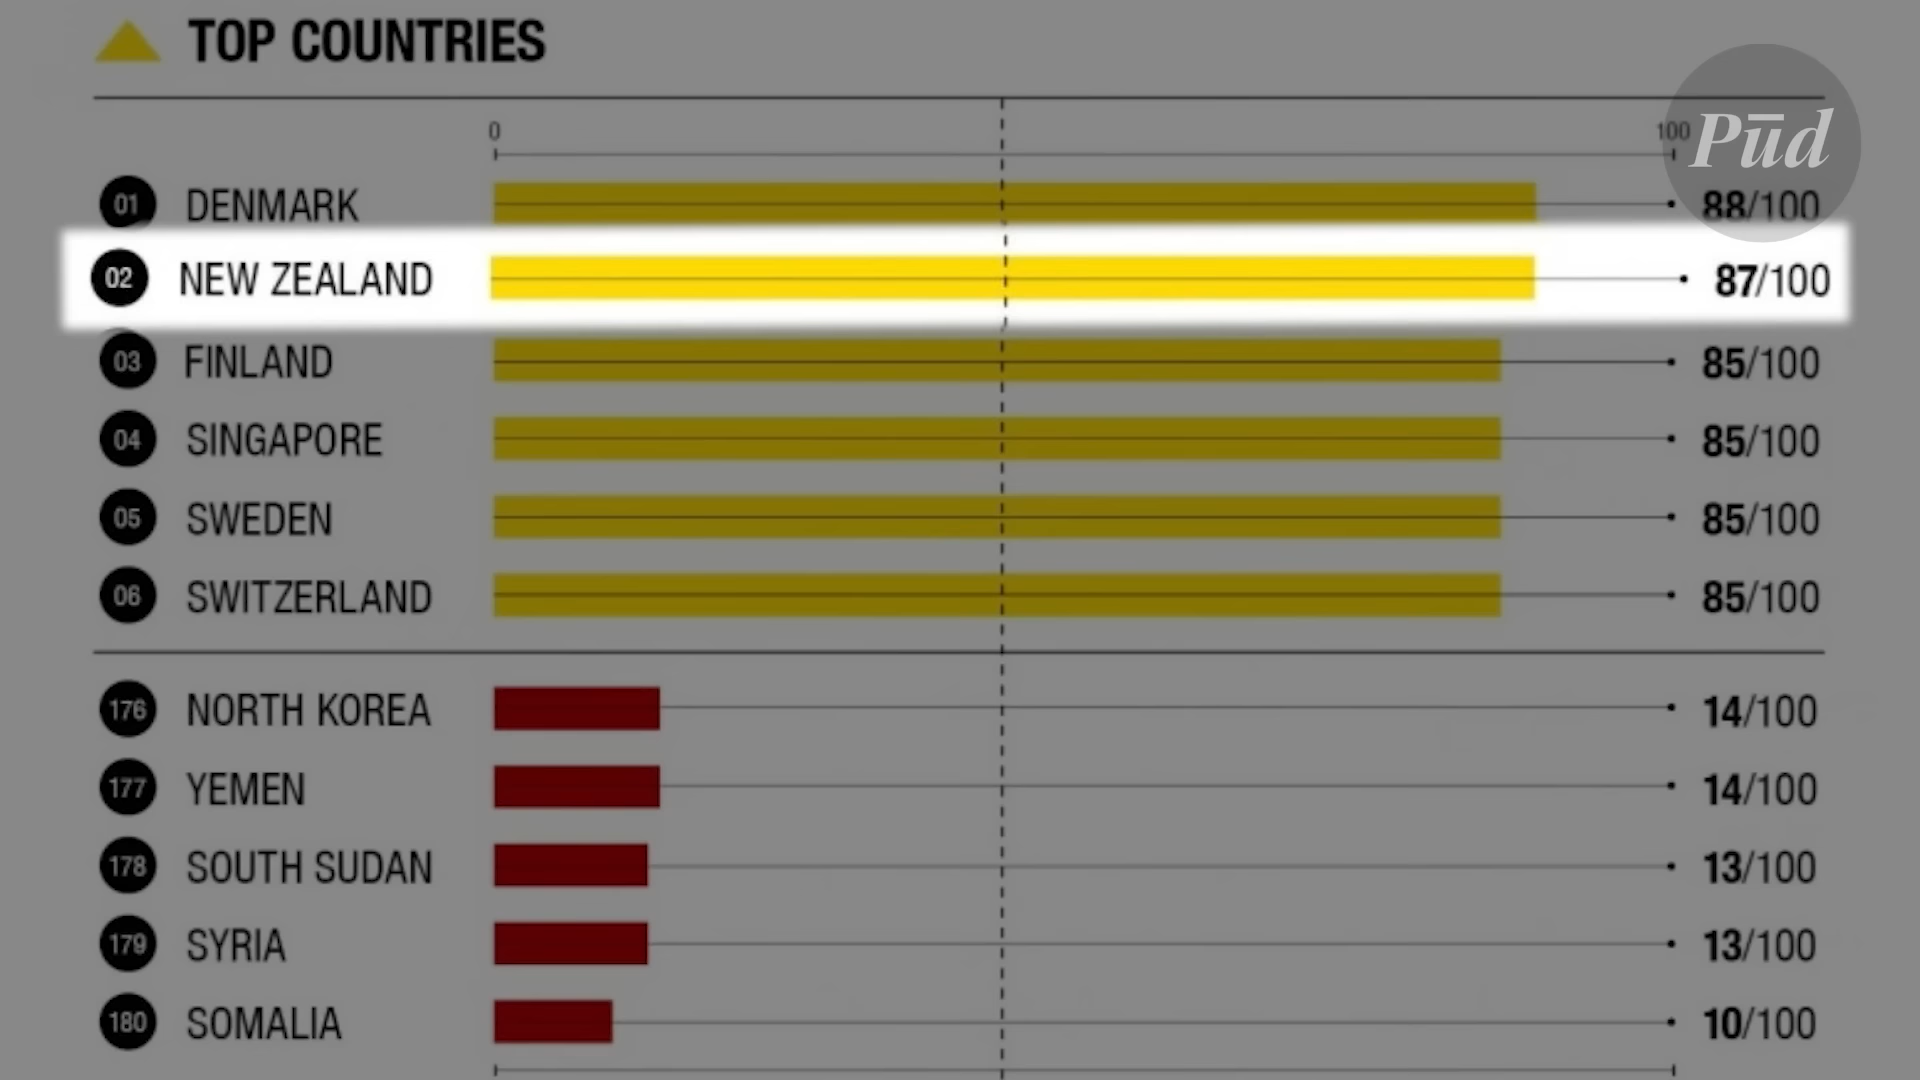 TOP COUNTRIES
Pūd
0 100
01 DENMARK 88/100
02 NEW ZEALAND 87/100
03 FINLAND 85/100
04 SINGAPORE 85/100
05 SWEDEN 85/100
06 SWITZERLAND 85/100
176 NORTH KOREA 14/100
177 YEMEN 14/100
178 SOUTH SUDAN 13/100
179 SYRIA 13/100
180 SOMALIA 10/100